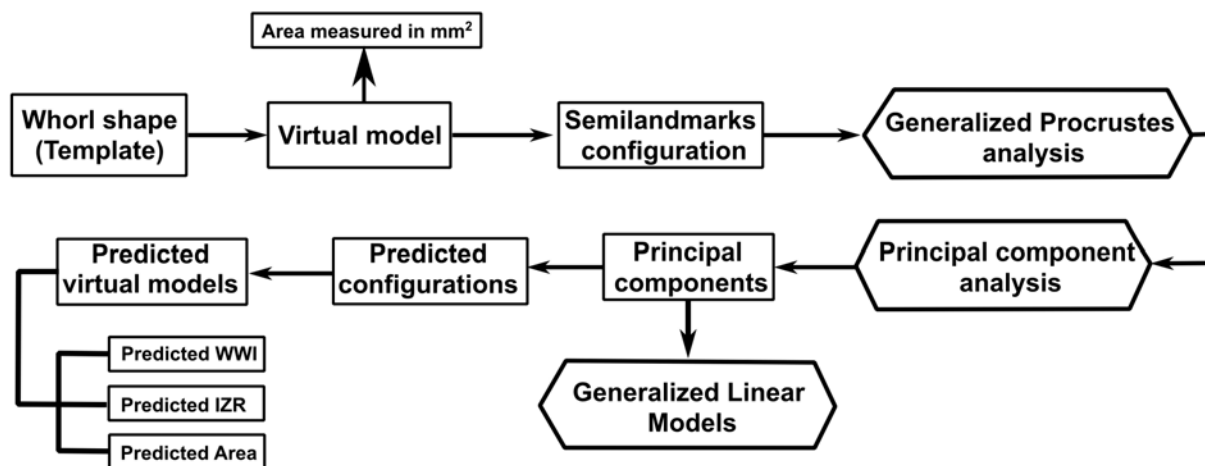 Area measured in mm²
Whorl shape
(Template)
Virtual model
Semilandmarks
configuration
Generalized Procrustes
analysis
Predicted
virtual models
Predicted
configurations
Principal
components
Principal component
analysis
Predicted WWI
Predicted IZR
Predicted Area
Generalized Linear
Models